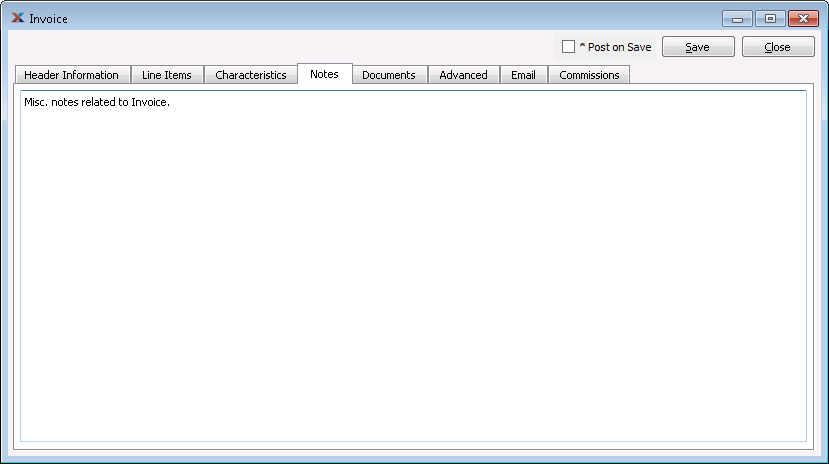 Invoice
^ Post on Save
Save
Close
Header Information
Line Items
Characteristics
Notes
Documents
Advanced
Email
Commissions
Misc. notes related to Invoice.